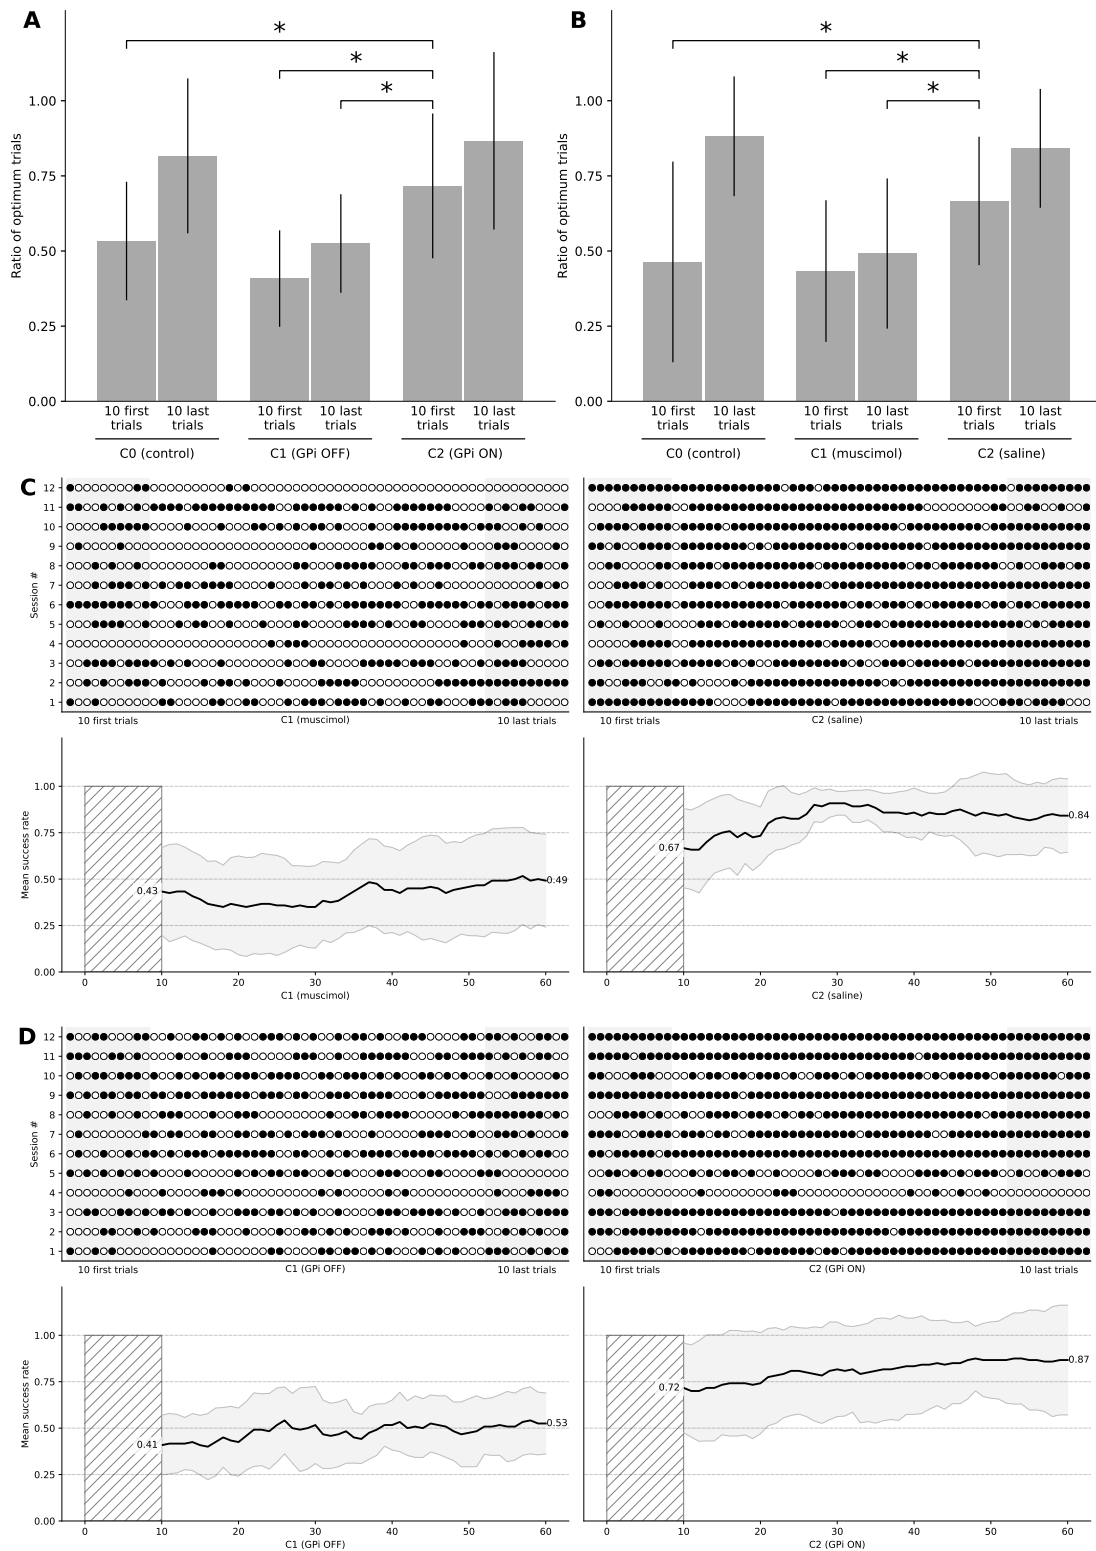 A
Ratio of optimum trials
1.00
0.75
0.50
0.25
0.00
*
*
*
10 first
trials
10 last
trials
10 first
trials
10 last
trials
10 first
trials
10 last
trials
C0 (control)
C1 (GPi OFF)
C2 (GPi ON)
B
Ratio of optimum trials
1.00
0.75
0.50
0.25
0.00
*
*
*
10 first
trials
10 last
trials
10 first
trials
10 last
trials
10 first
trials
10 last
trials
C0 (control)
C1 (muscimol)
C2 (saline)
C
Session #
12
11
10
9
8
7
6
5
4
3
2
1
10 first trials
C1 (muscimol)
10 last trials
10 first trials
C2 (saline)
10 last trials
Mean success rate
1.00
0.75
0.50
0.25
0.00
0.43
0.49
0
10
20
30
40
50
60
C1 (muscimol)
0.67
0.84
0
10
20
30
40
50
60
C2 (saline)
D
Session #
12
11
10
9
8
7
6
5
4
3
2
1
10 first trials
C1 (GPi OFF)
10 last trials
10 first trials
C2 (GPi ON)
10 last trials
Mean success rate
1.00
0.75
0.50
0.25
0.00
0.41
0.53
0
10
20
30
40
50
60
C1 (GPi OFF)
0.72
0.87
0
10
20
30
40
50
60
C2 (GPi ON)